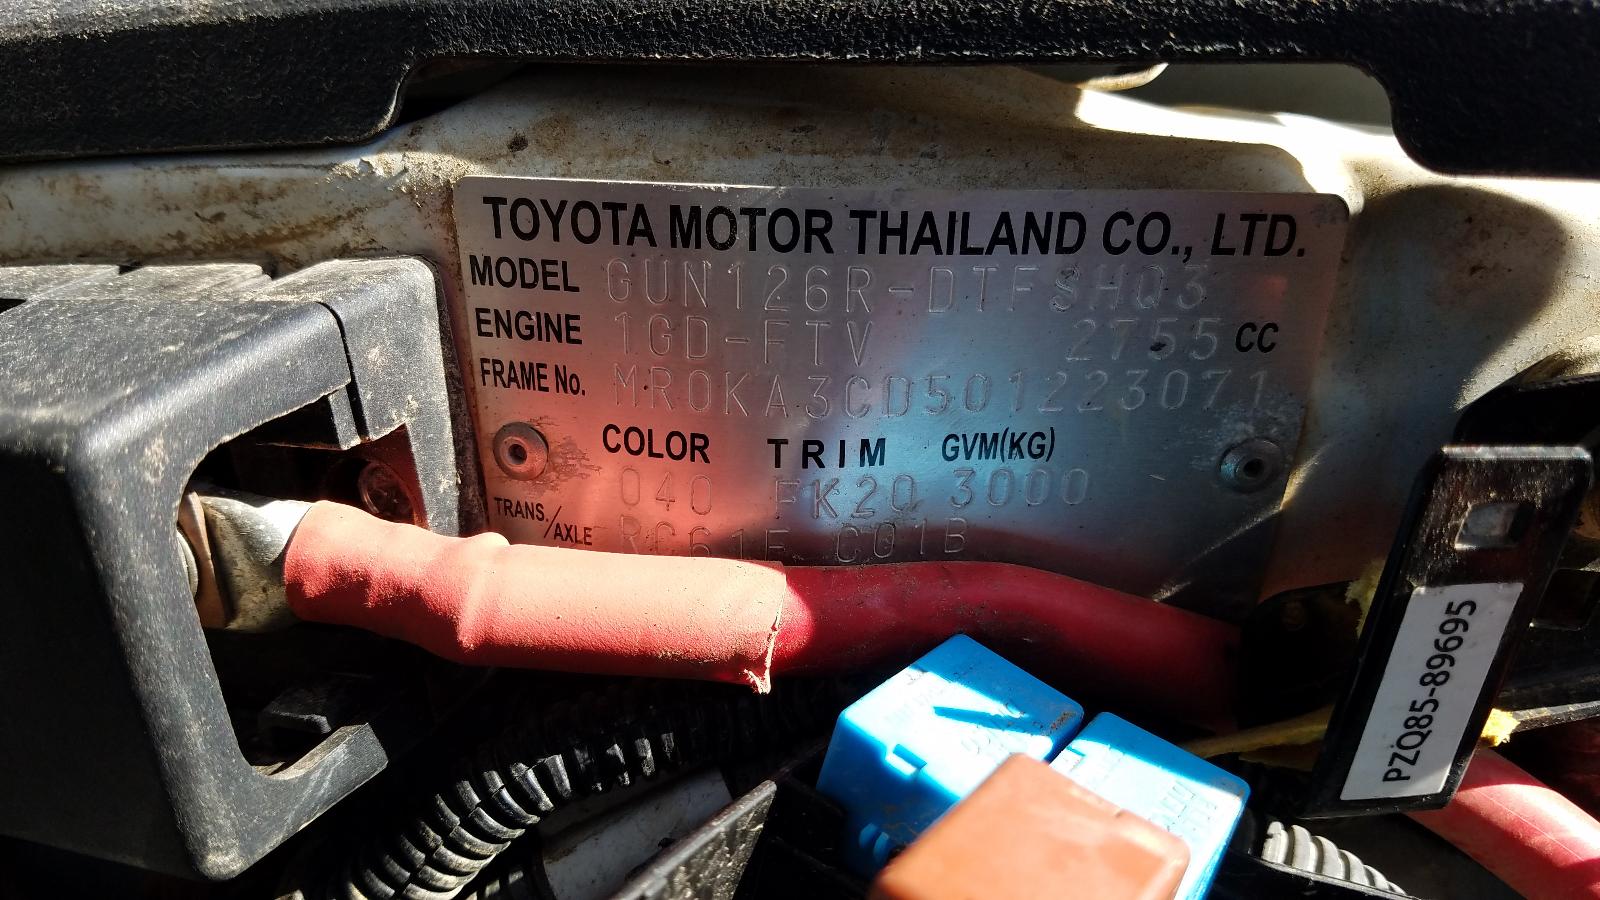 TOYOTA MOTOR THAILAND CO., LTD.
MODEL GUN126R-DTFSHQ3
ENGINE 1GD-FTV 2755 CC
FRAME No. MR0KA3CD501223071
COLOR TRIM GVM(KG)
040 FK20 3000
TRANS./AXLE RC61F C01B
PZQ85-89695